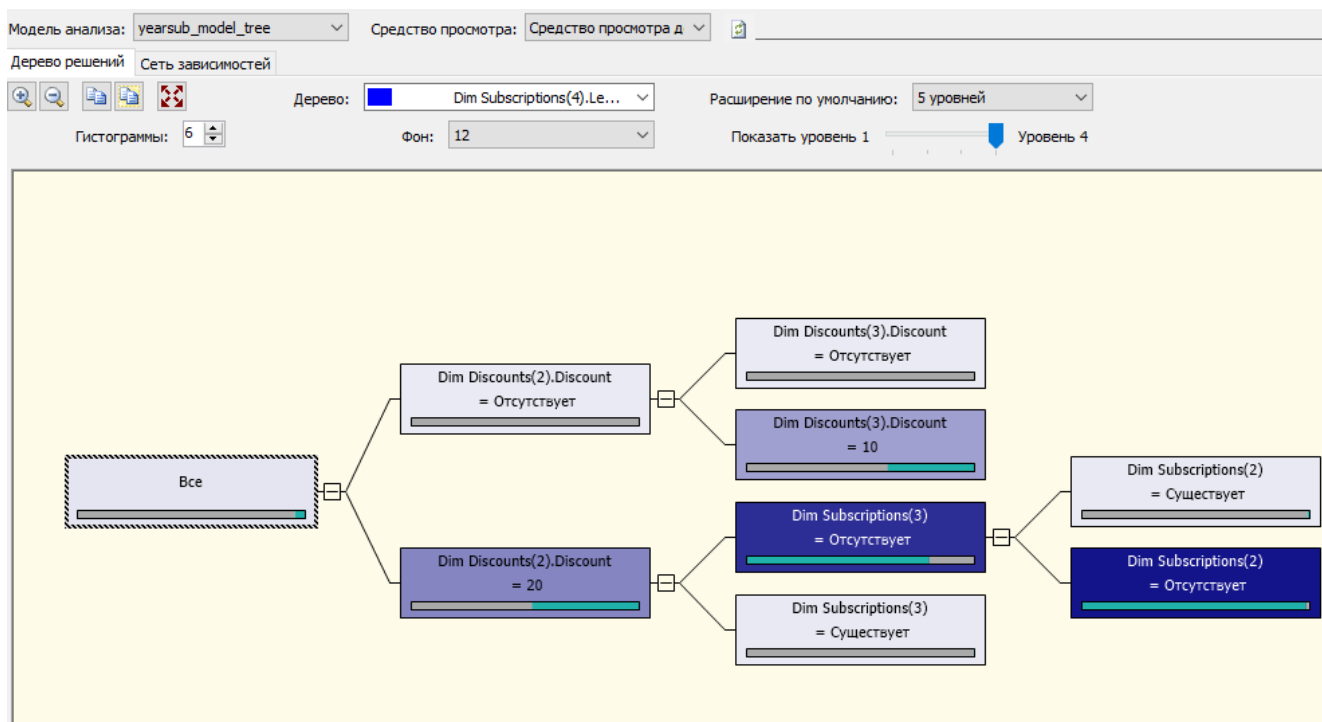 Модель анализа: yearsub_model_tree Средство просмотра: Средство просмотра д
Дерево решений Сеть зависимостей
Дерево: Dim Subscriptions(4).Le... Расширение по умолчанию: 5 уровней
Гистограммы: 6 Фон: 12 Показать уровень 1 Уровень 4
Dim Discounts(3).Discount
= Отсутствует
Dim Discounts(2).Discount
= Отсутствует
Dim Discounts(3).Discount
= 10
Все
Dim Subscriptions(2)
= Существует
Dim Subscriptions(3)
= Отсутствует
Dim Discounts(2).Discount
= 20
Dim Subscriptions(2)
= Отсутствует
Dim Subscriptions(3)
= Существует